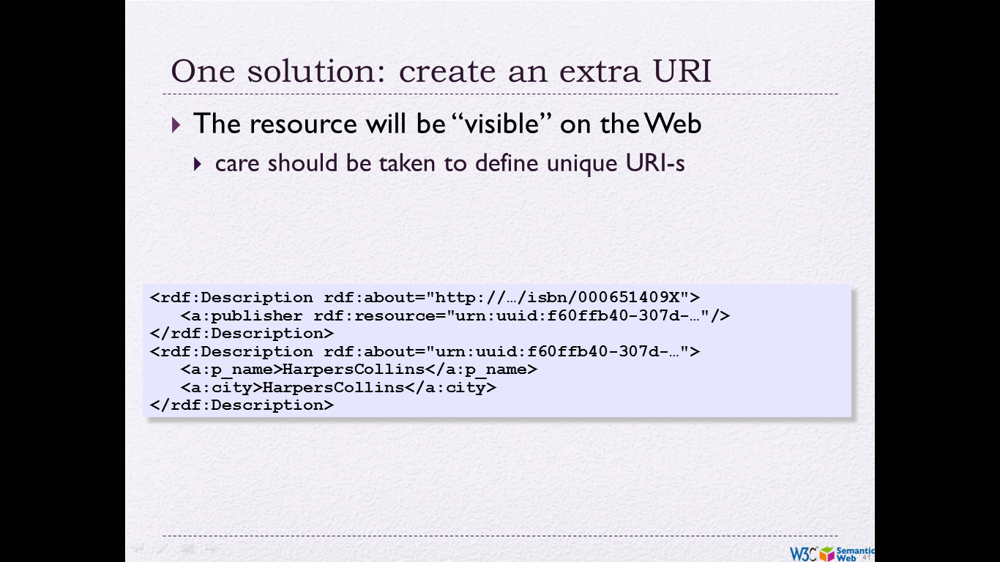 One solution: create an extra URI
The resource will be “visible” on the Web
care should be taken to define unique URI-s
<rdf:Description rdf:about="http://…/isbn/000651409X">
<a:publisher rdf:resource="urn:uuid:f60ffb40-307d-…"/>
</rdf:Description>
<rdf:Description rdf:about="urn:uuid:f60ffb40-307d-…">
<a:p_name>HarpersCollins</a:p_name>
<a:city>HarpersCollins</a:city>
</rdf:Description>
W3C Semantic
Web 41